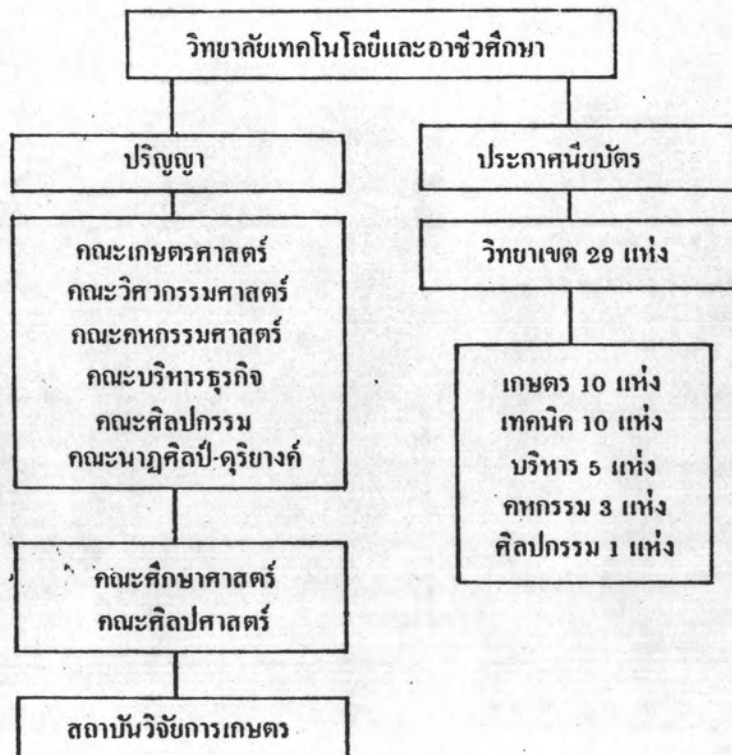 วิทยาลัยเทคโนโลยีและอาชีวศึกษา
ปริญญา
คณะเกษตรศาสตร์
คณะวิศวกรรมศาสตร์
คณะคหกรรมศาสตร์
คณะบริหารธุรกิจ
คณะศิลปกรรม
คณะนาฏศิลป์-ดุริยางค์
คณะศึกษาศาสตร์
คณะศิลปศาสตร์
สถาบันวิจัยการเกษตร
ประกาศนียบัตร
วิทยาเขต 29 แห่ง
เกษตร 10 แห่ง
เทคนิค 10 แห่ง
บริหาร 5 แห่ง
คหกรรม 3 แห่ง
ศิลปกรรม 1 แห่ง